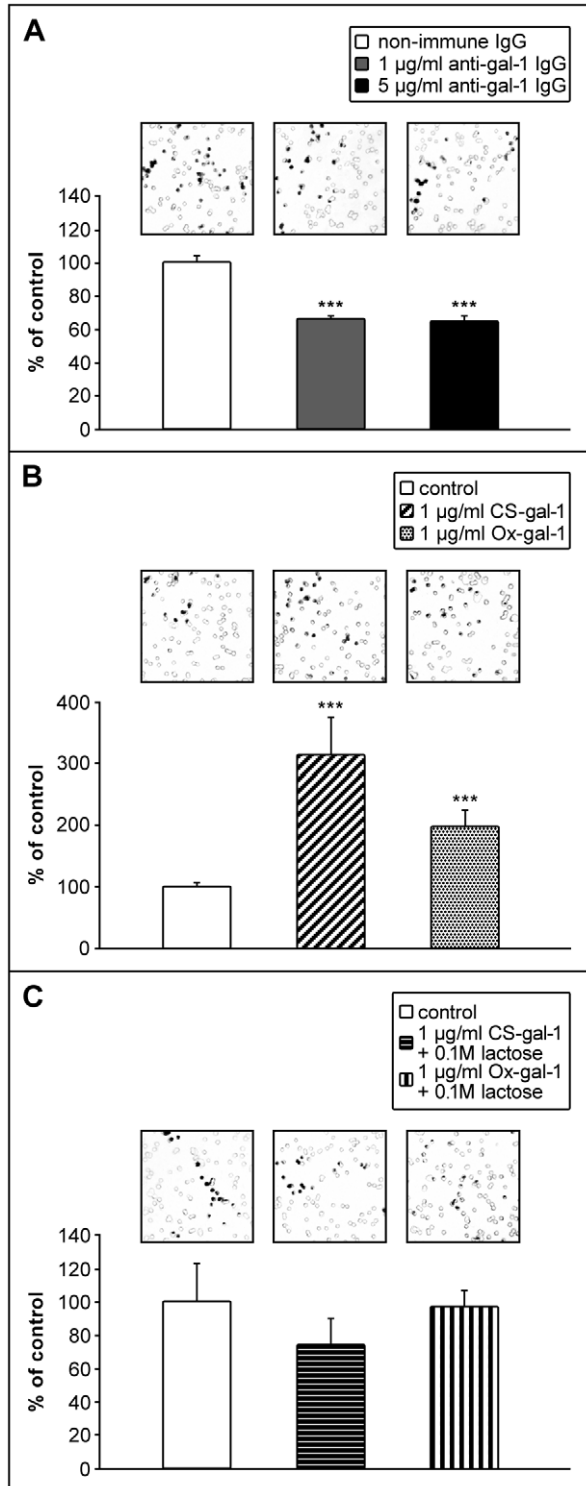 A
non-immune IgG
1 µg/ml anti-gal-1 IgG
5 µg/ml anti-gal-1 IgG
% of control
140
120
100
80
60
40
20
0
*** ***
B
control
1 µg/ml CS-gal-1
1 µg/ml Ox-gal-1
% of control
400
300
200
100
0
***
***
C
control
1 µg/ml CS-gal-1
+ 0.1M lactose
1 µg/ml Ox-gal-1
+ 0.1M lactose
% of control
140
120
100
80
60
40
20
0